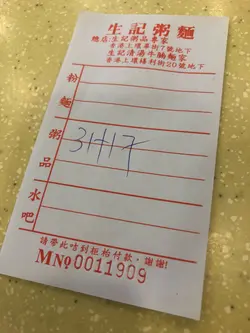 生記粥麵
總店:生記粥品專家
香港上環畢街7號地下
生記清湯牛腩麵家
香港上環禧利街20號地下
粉麵
粥品
水吧
請帶此咭到柜枱付款,謝謝!
MNo 0011909